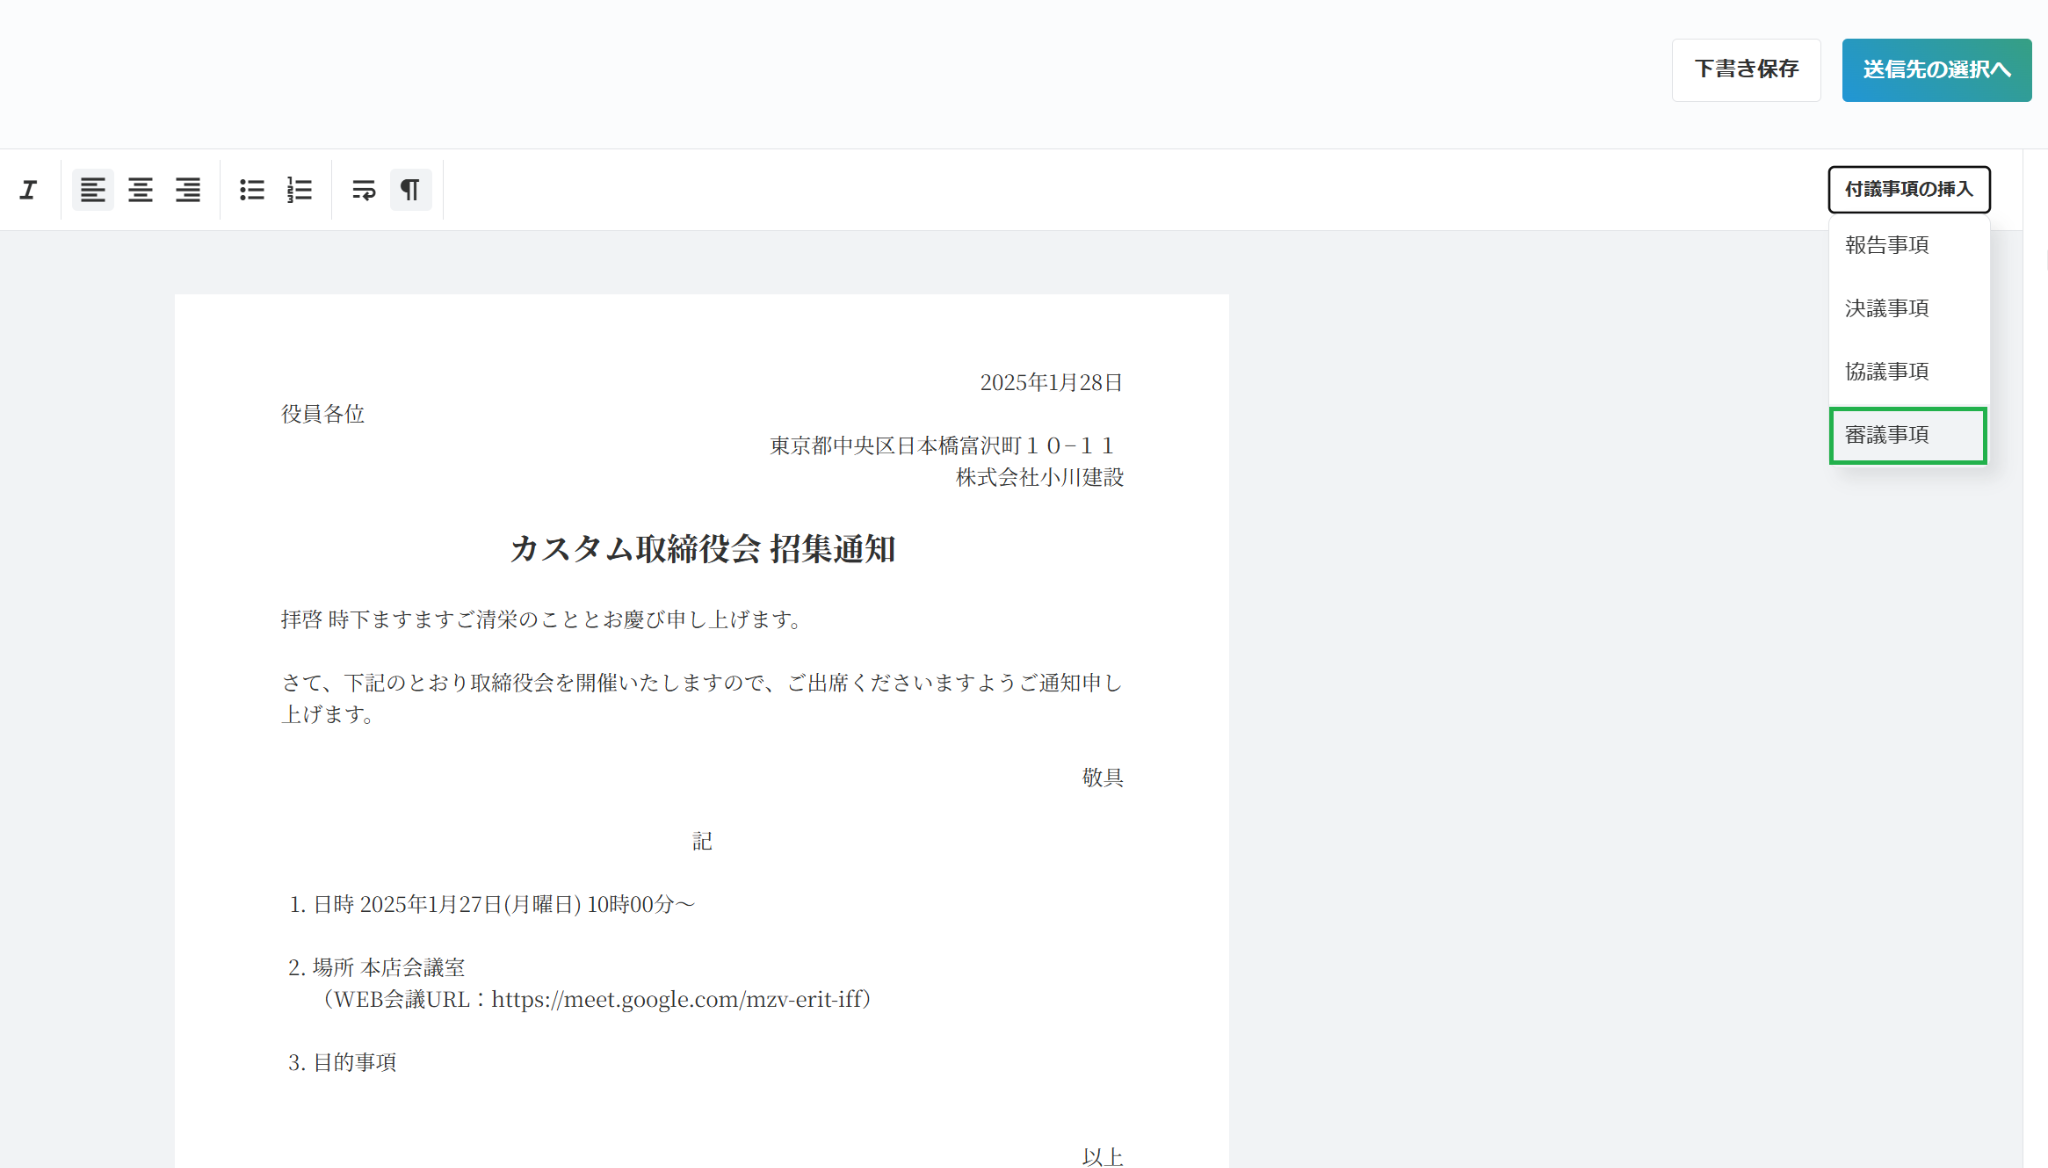 下書き保存
送信先の選択へ
付議事項の挿入
報告事項
決議事項
協議事項
審議事項
2025年1月28日
役員各位
東京都中央区日本橋富沢町１０−１１
株式会社小川建設
カスタム取締役会 招集通知
拝啓 時下ますますご清栄のこととお慶び申し上げます。
さて、下記のとおり取締役会を開催いたしますので、ご出席くださいますようご通知申し
上げます。
敬具
記
1. 日時 2025年1月27日(月曜日) 10時00分〜
2. 場所 本店会議室
（WEB会議URL：https://meet.google.com/mzv-erit-iff）
3. 目的事項
以上